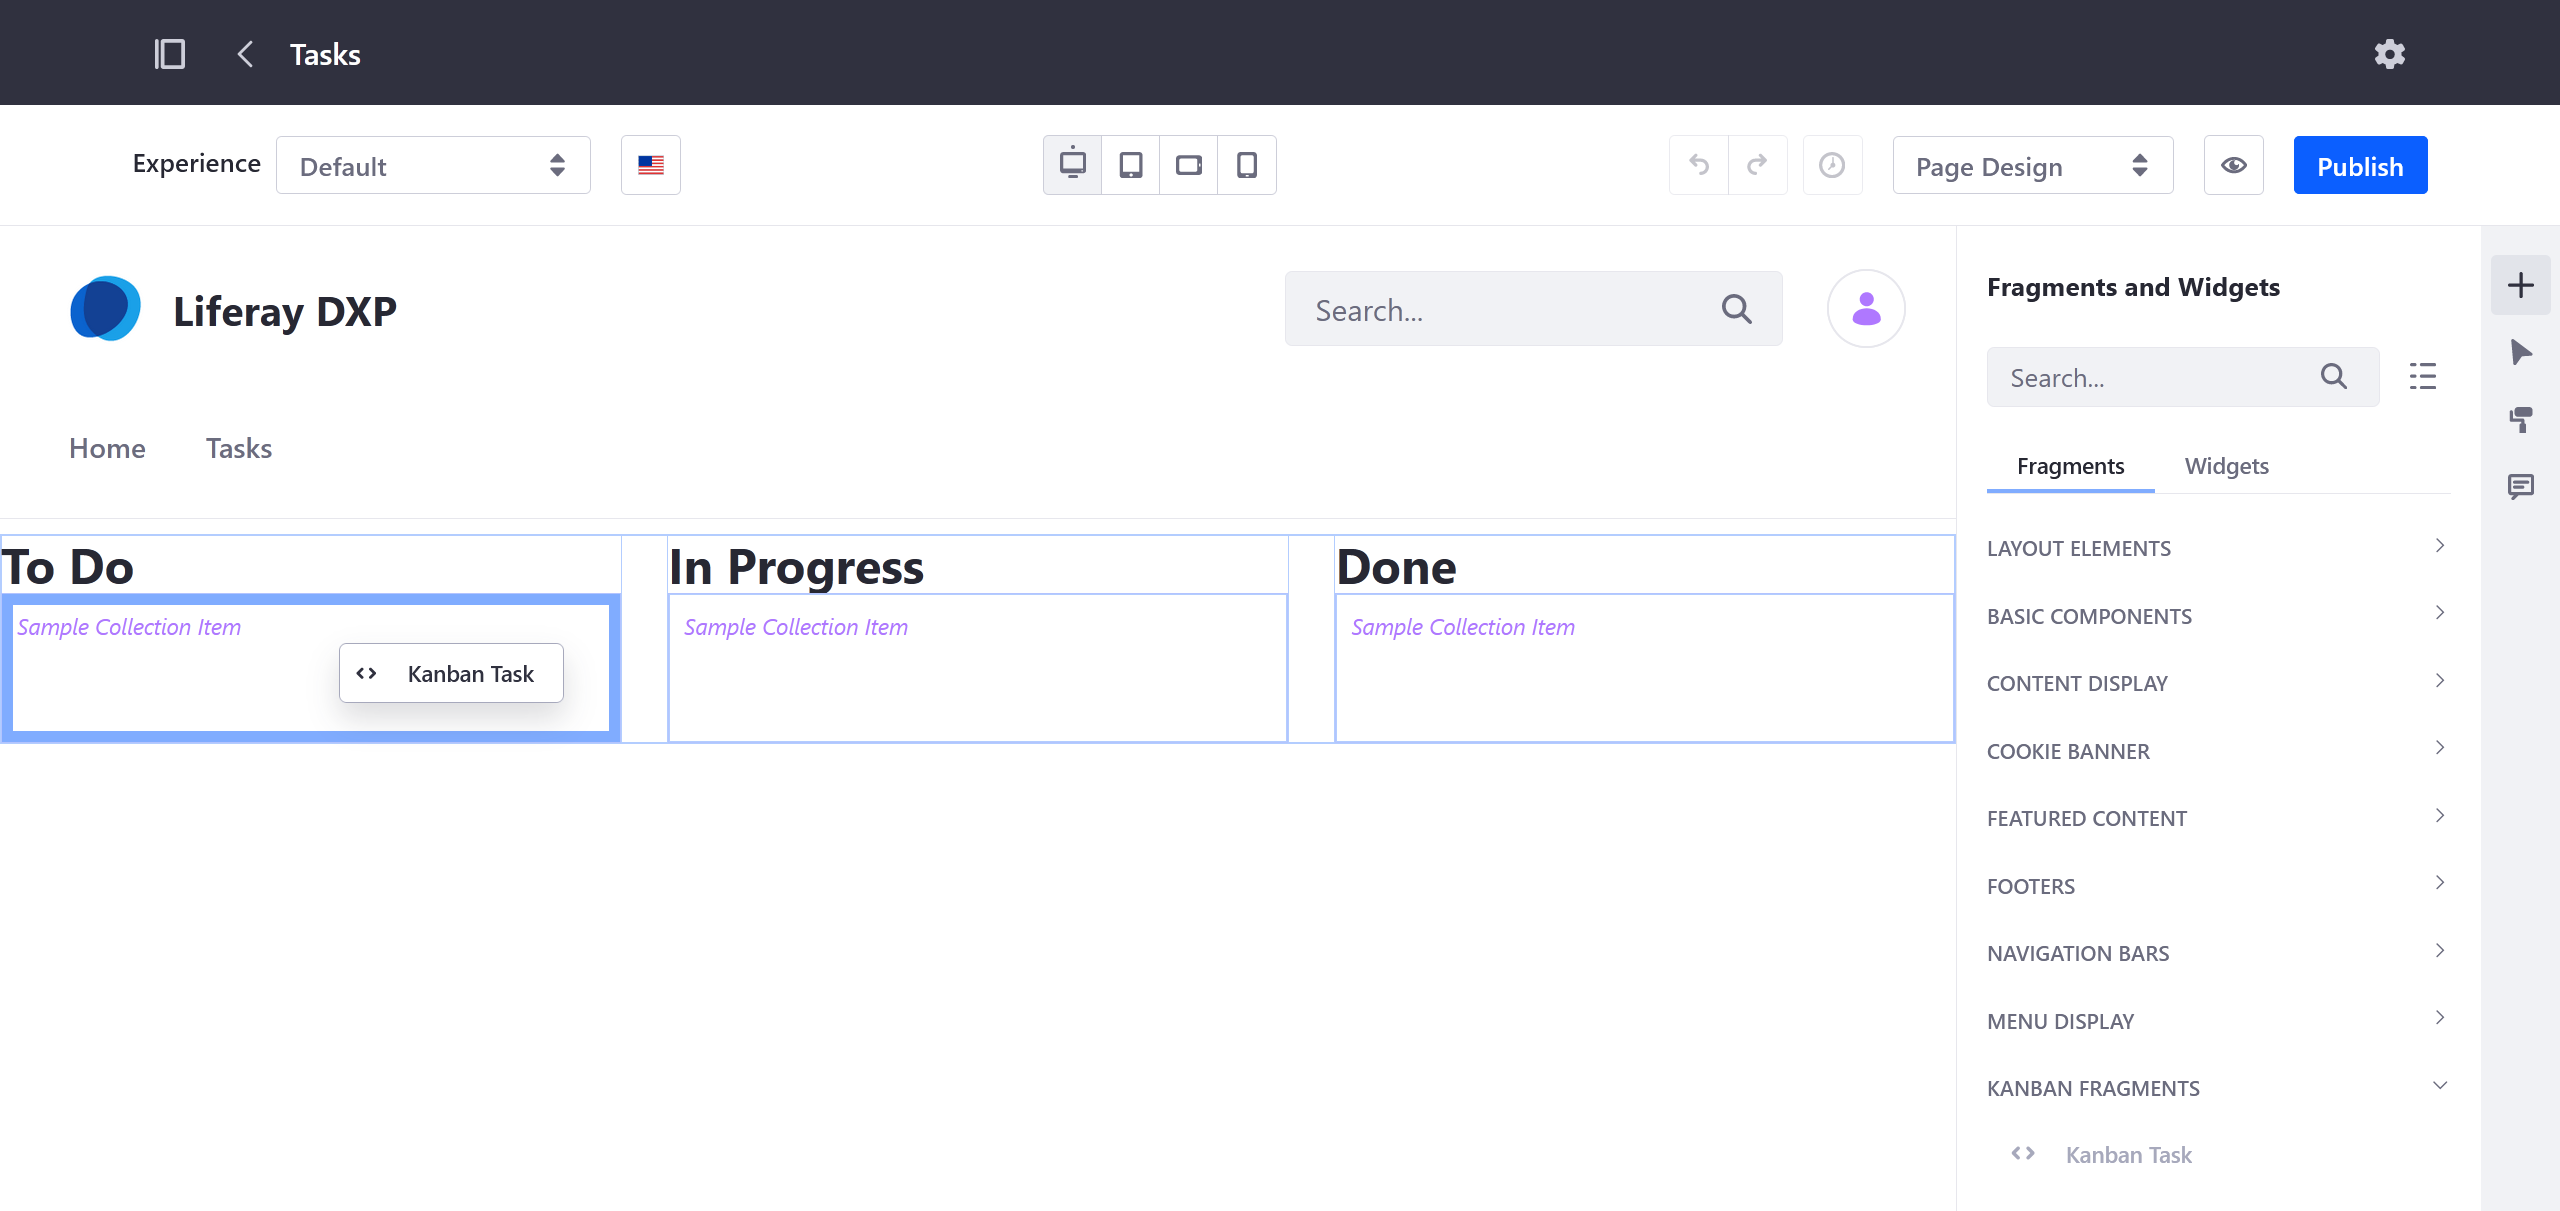 Tasks
Experience
Default
Page Design
Publish
Liferay DXP
Search...
Home
Tasks
To Do
In Progress
Done
Sample Collection Item
Sample Collection Item
Sample Collection Item
Kanban Task
Fragments and Widgets
Search...
Fragments
Widgets
LAYOUT ELEMENTS
BASIC COMPONENTS
CONTENT DISPLAY
COOKIE BANNER
FEATURED CONTENT
FOOTERS
NAVIGATION BARS
MENU DISPLAY
KANBAN FRAGMENTS
Kanban Task